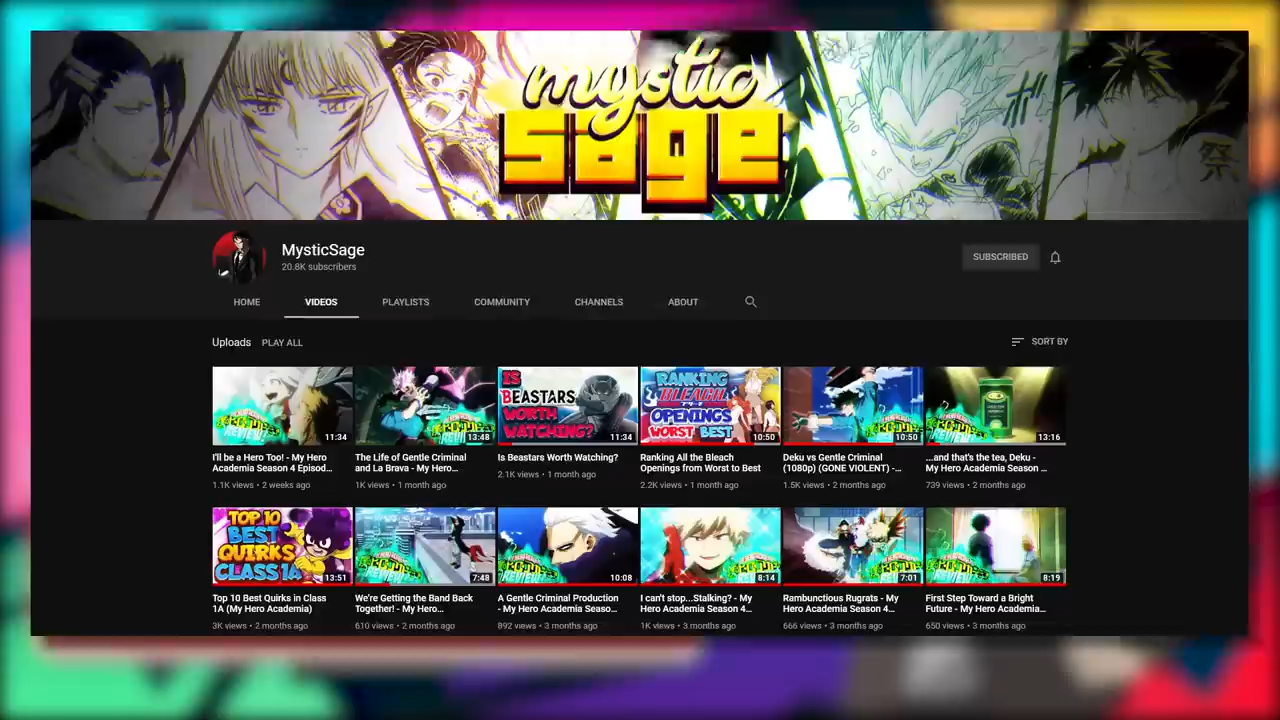 mystic
sage
MysticSage
20.8K subscribers
SUBSCRIBED
HOME
VIDEOS
PLAYLISTS
COMMUNITY
CHANNELS
ABOUT
Uploads
PLAY ALL
SORT BY
REVIEW!
11:34
REVIEW
13:48
IS
BEASTARS
WORTH
WATCHING?
11:34
RANKING
BLEACH
OPENINGS
WORST BEST
10:50
10:50
13:16
I'll be a Hero Too! - My Hero
Academia Season 4 Episod...
1.1K views • 2 weeks ago
The Life of Gentle Criminal
and La Brava - My Hero...
1K views • 1 month ago
Is Beastars Worth Watching?
2.1K views • 1 month ago
Ranking All the Bleach
Openings from Worst to Best
2.2K views • 1 month ago
Deku vs Gentle Criminal
(1080p) (GONE VIOLENT) -...
1.5K views • 2 months ago
...and that's the tea, Deku -
My Hero Academia Season ...
739 views • 2 months ago
TOP 10
BEST
QUIRKS
CLASS 1A
13:51
REVIEW
7:48
10:08
8:14
7:01
8:19
Top 10 Best Quirks in Class
1A (My Hero Academia)
3K views • 2 months ago
We're Getting the Band Back
Together! - My Hero...
610 views • 2 months ago
A Gentle Criminal Production
- My Hero Academia Seaso...
892 views • 3 months ago
I can't stop...Stalking? - My
Hero Academia Season 4...
1K views • 3 months ago
Rambunctious Rugrats - My
Hero Academia Season 4...
666 views • 3 months ago
First Step Toward a Bright
Future - My Hero Academia...
650 views • 3 months ago